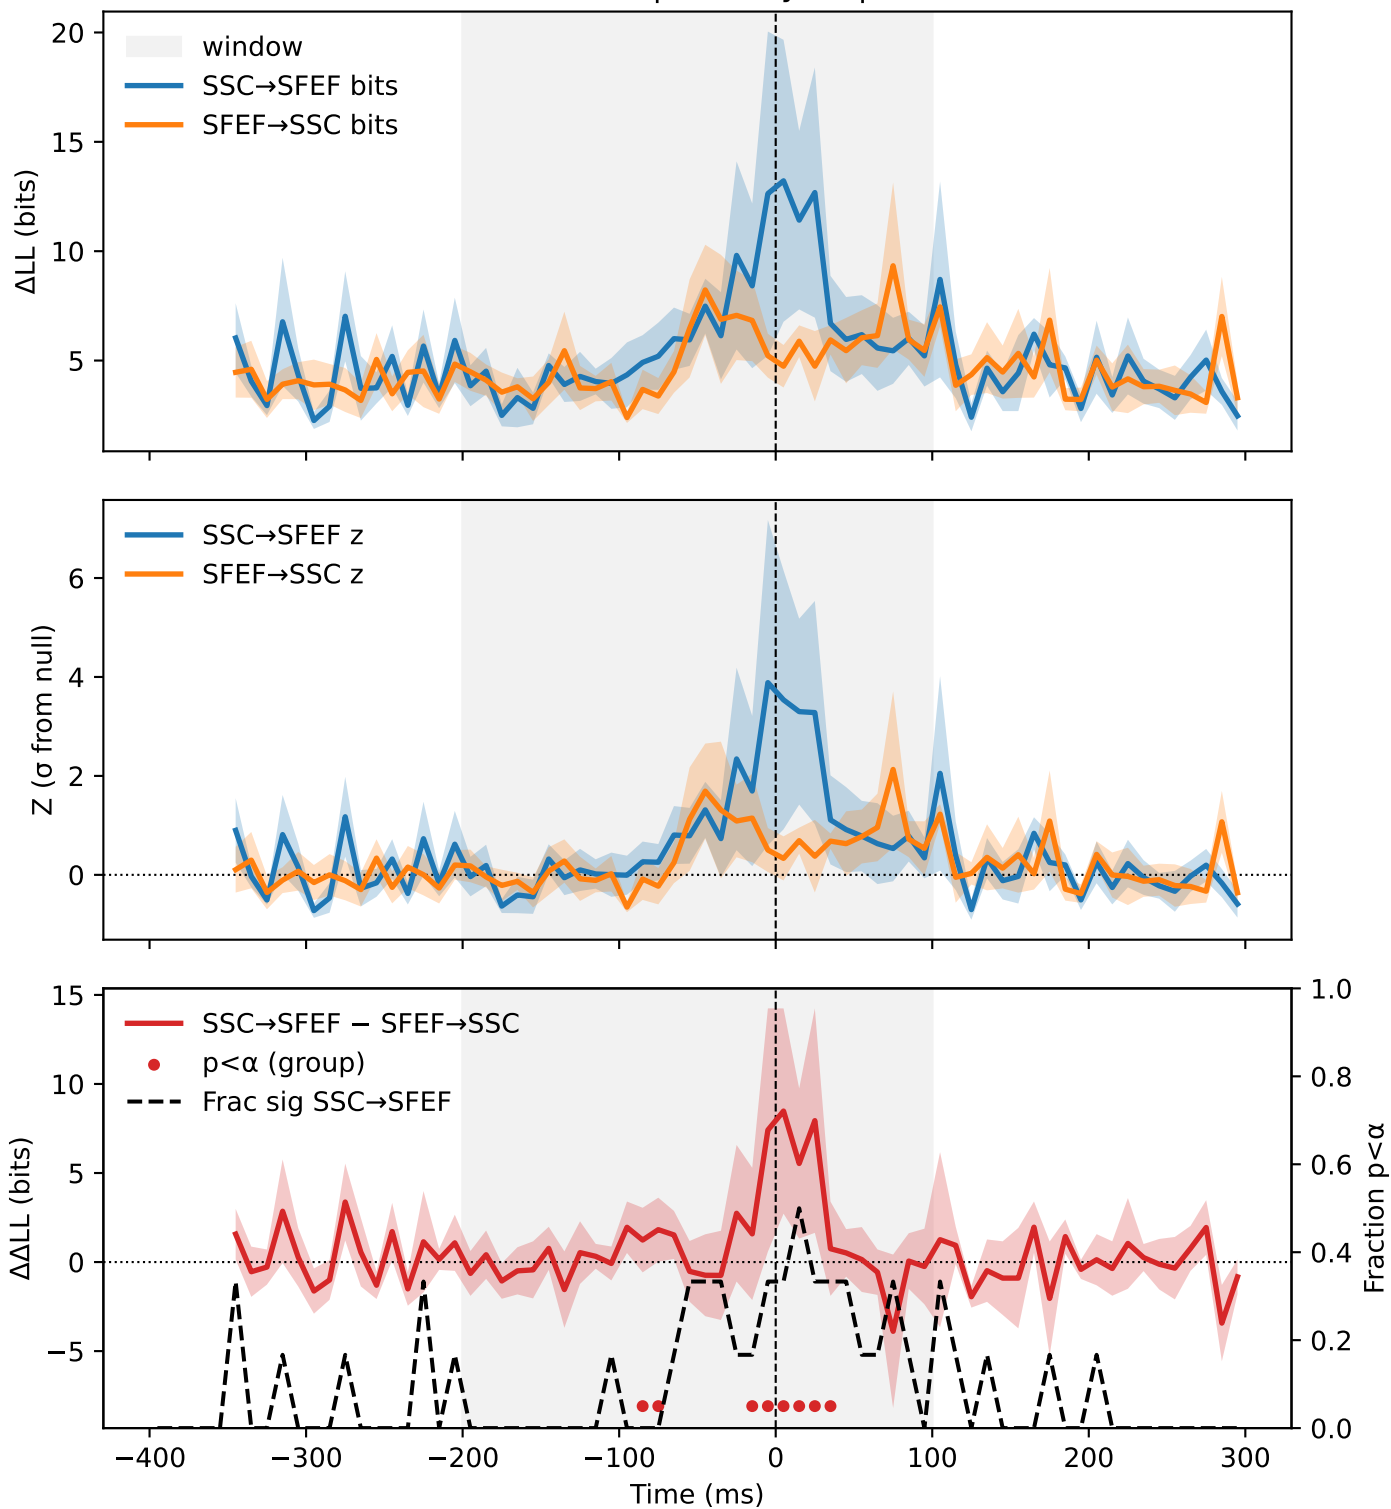 20
15
10
5
ΔLL (bits)
window
SSC→SFEF bits
SFEF→SSC bits
6
4
2
0
Z (σ from null)
SSC→SFEF z
SFEF→SSC z
15
10
5
0
−5
ΔΔLL (bits)
SSC→SFEF − SFEF→SSC
p<α (group)
Frac sig SSC→SFEF
1.0
0.8
0.6
0.4
0.2
0.0
Fraction p<α
−400 −300 −200 −100 0 100 200 300
Time (ms)